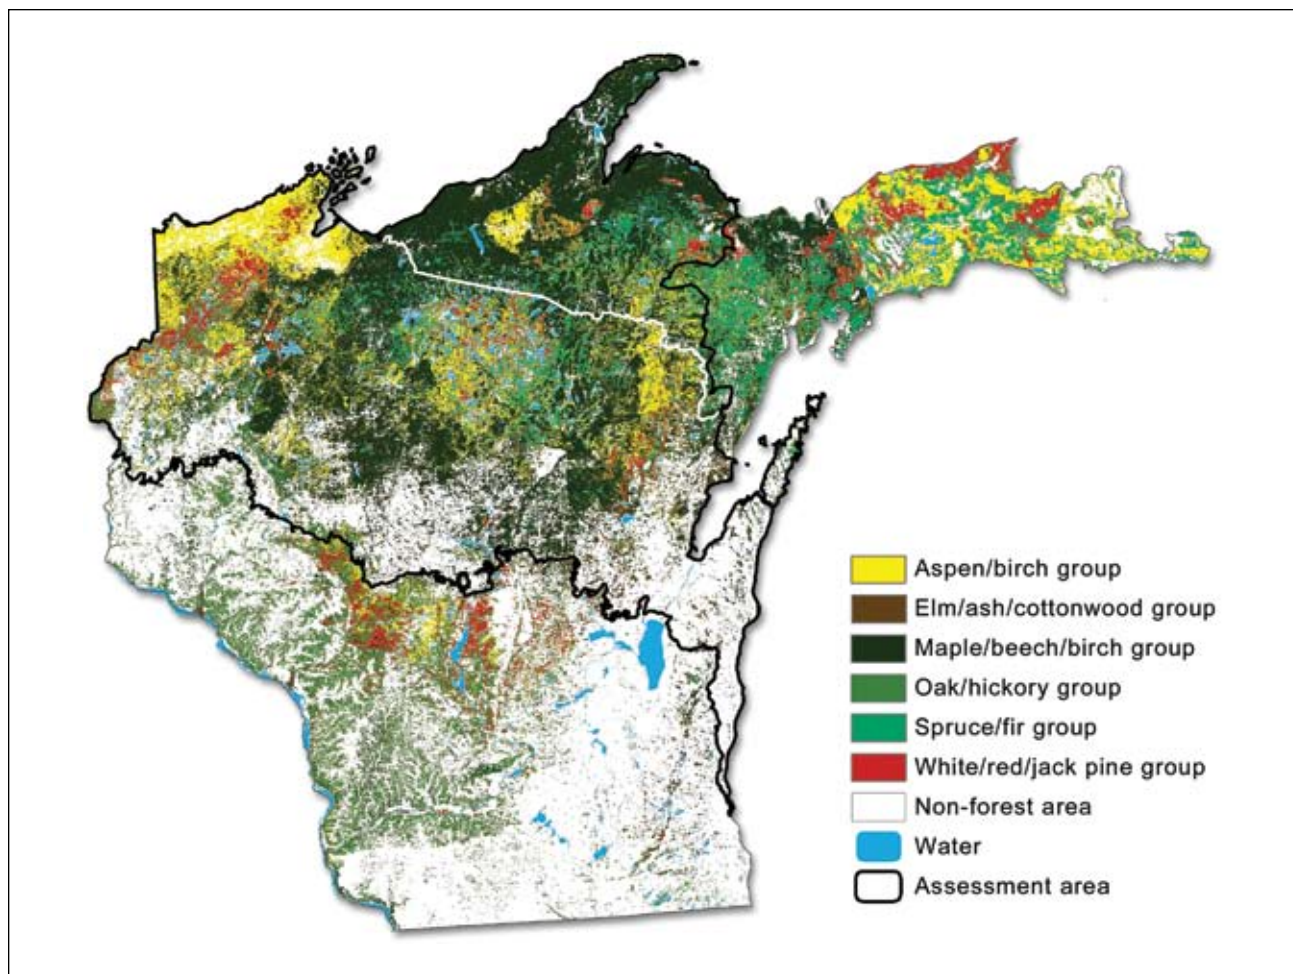 Aspen/birch group
Elm/ash/cottonwood group
Maple/beech/birch group
Oak/hickory group
Spruce/fir group
White/red/jack pine group
Non-forest area
Water
Assessment area